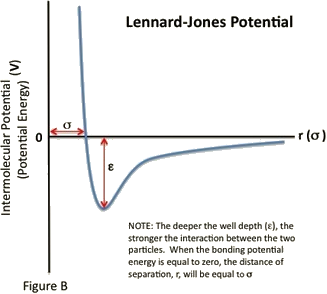 Lennard-Jones Potential
Intermolecular Potential (V)
(Potential Energy)
σ
0
r (σ)
ε
NOTE: The deeper the well depth (ε), the
stronger the interaction between the two
particles. When the bonding potential
energy is equal to zero, the distance of
separation, r, will be equal to σ
Figure B